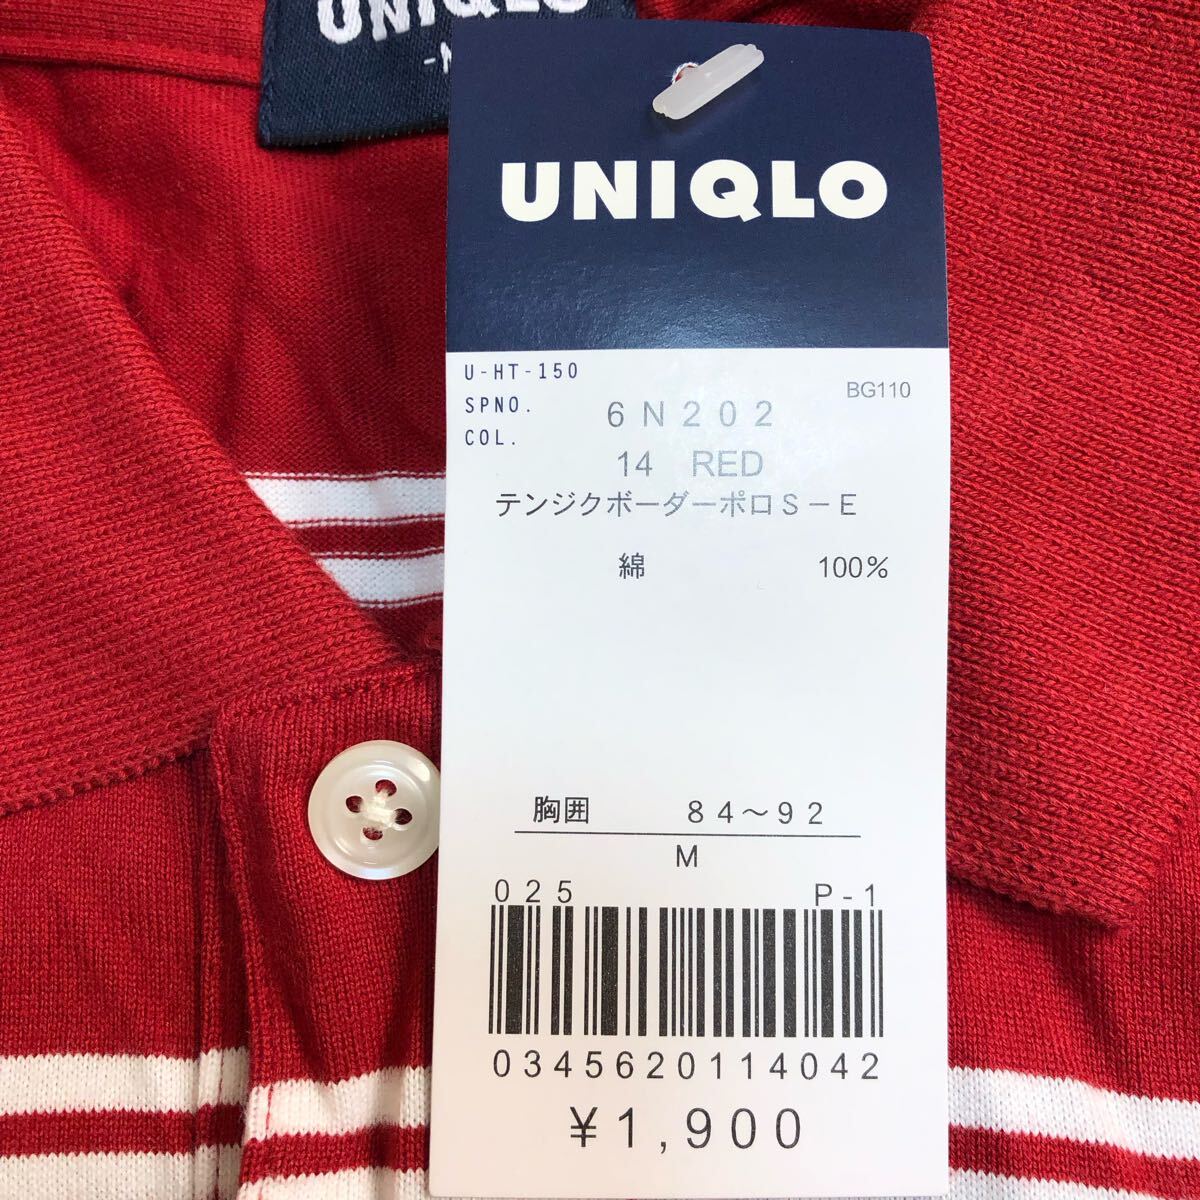 UNIQLO
UNIQLO
U-HT-150
BG110
SPNO. 6N202
COL. 14 RED
テンジクボーダーポロS-E
綿 100%
胸囲 84~92
M
025 P-1
0345620114042
¥1,900